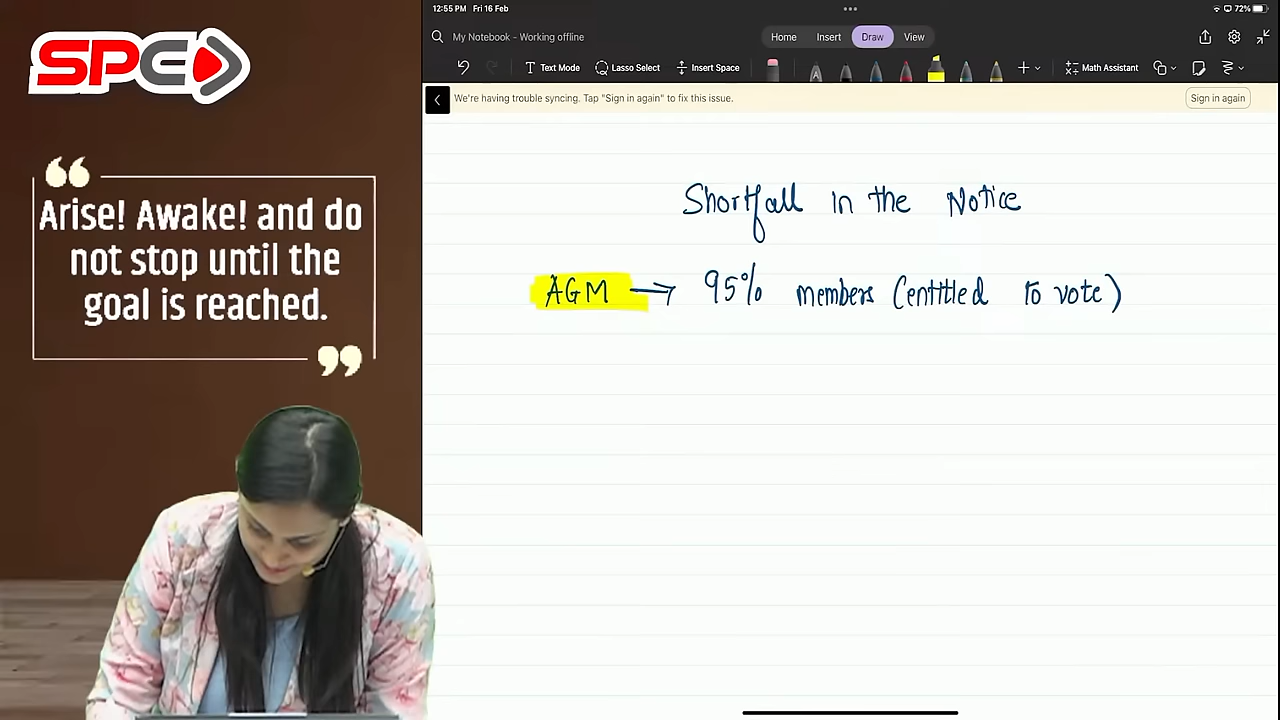 12:55 PM Fri 16 Feb
72%
My Notebook - Working offline
Home Insert Draw View
Text Mode Lasso Select Insert Space Math Assistant
We're having trouble syncing. Tap "Sign in again" to fix this issue.
Sign in again
SPC
“
Arise! Awake! and do
not stop until the
goal is reached.
”
Shortfall in the Notice
AGM → 95% members (entitled to vote)